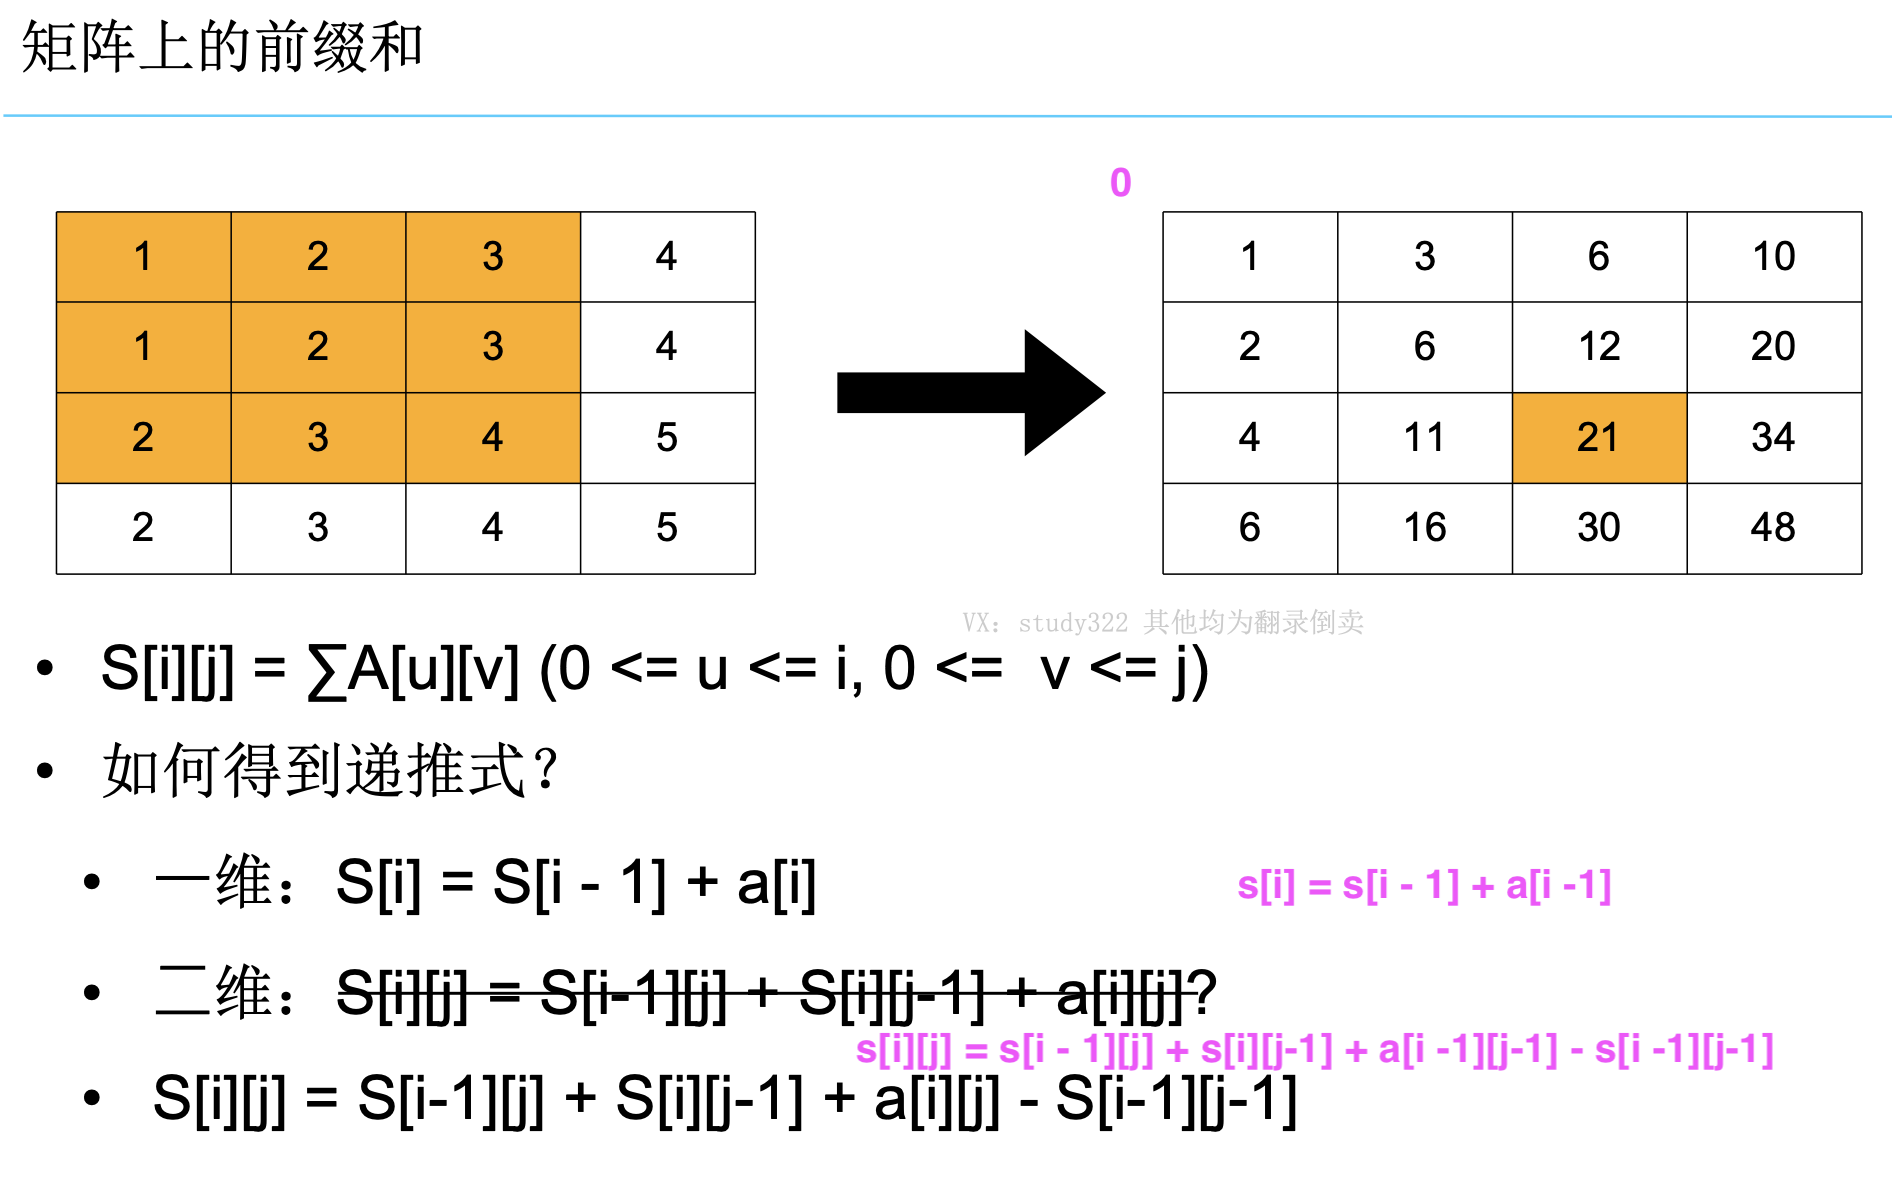 矩阵上的前缀和
0
1 2 3 4
1 2 3 4
2 3 4 5
2 3 4 5
1 3 6 10
2 6 12 20
4 11 21 34
6 16 30 48
VX: study322 其他均为翻录倒卖
• S[i][j] = ∑A[u][v] (0 <= u <= i, 0 <= v <= j)
• 如何得到递推式？
• 一维： S[i] = S[i - 1] + a[i]
s[i] = s[i - 1] + a[i -1]
• 二维： S[i][j] = S[i-1][j] + S[i][j-1] + a[i][j]?
s[i][j] = s[i - 1][j] + s[i][j-1] + a[i -1][j-1] - s[i -1][j-1]
• S[i][j] = S[i-1][j] + S[i][j-1] + a[i][j] - S[i-1][j-1]